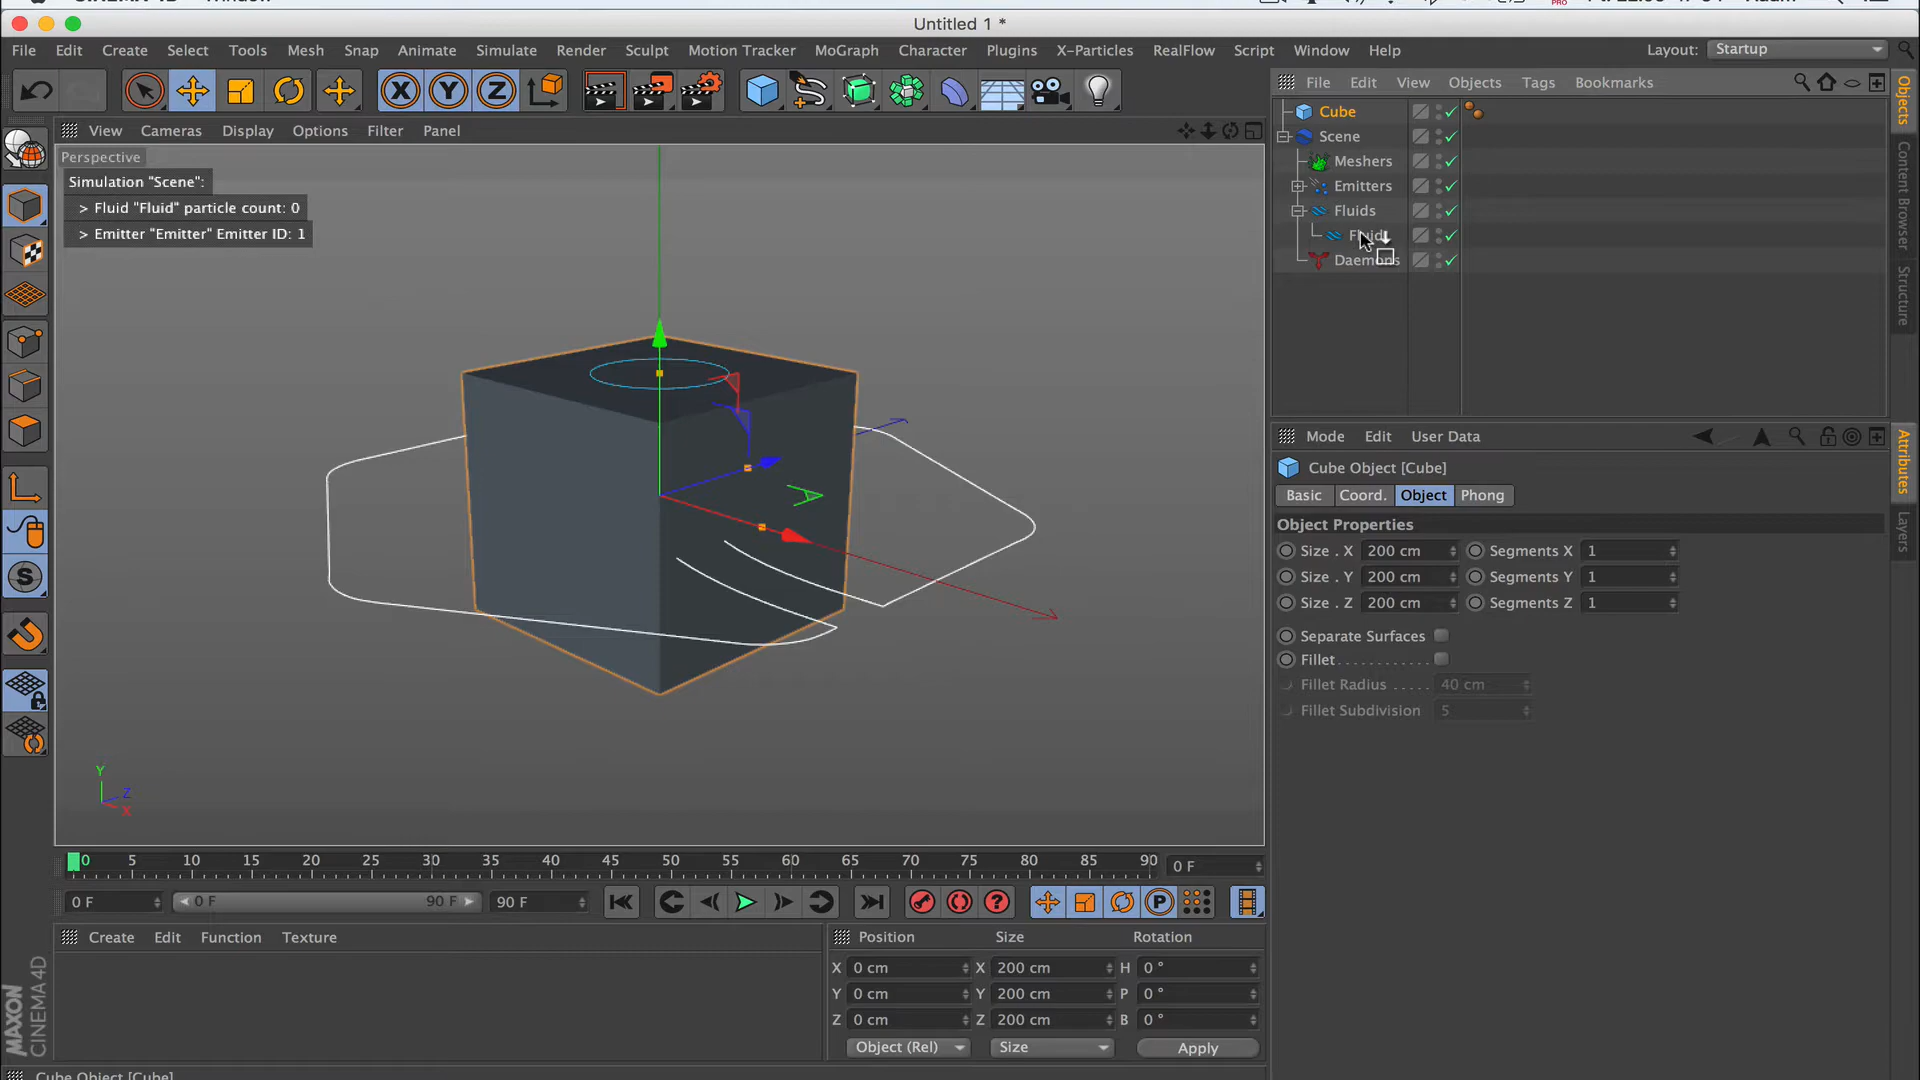 Untitled 1 *
File Edit Create Select Tools Mesh Snap Animate Simulate Render Sculpt Motion Tracker MoGraph Character Plugins X-Particles RealFlow Script Window Help Layout: Startup
File Edit View Objects Tags Bookmarks
Cube
Scene
Meshers
Emitters
Fluids
Daemons
Objects
Content Browser
Structure
View Cameras Display Options Filter Panel
Perspective
Simulation "Scene":
> Fluid "Fluid" particle count: 0
> Emitter "Emitter" Emitter ID: 1
Y
Z
X
Mode Edit User Data
Cube Object [Cube]
Basic Coord. Object Phong
Object Properties
Size . X 200 cm Segments X 1
Size . Y 200 cm Segments Y 1
Size . Z 200 cm Segments Z 1
Separate Surfaces
Fillet
Fillet Radius 40 cm
Fillet Subdivision 5
Attributes
Layers
0 5 10 15 20 25 30 35 40 45 50 55 60 65 70 75 80 85 90 0 F
0 F 0 F 90 F 90 F
Create Edit Function Texture
Position Size Rotation
X 0 cm X 200 cm H 0 °
Y 0 cm Y 200 cm P 0 °
Z 0 cm Z 200 cm B 0 °
Object (Rel) Size Apply
MAXON
CINEMA 4D
Cube Object [Cube]